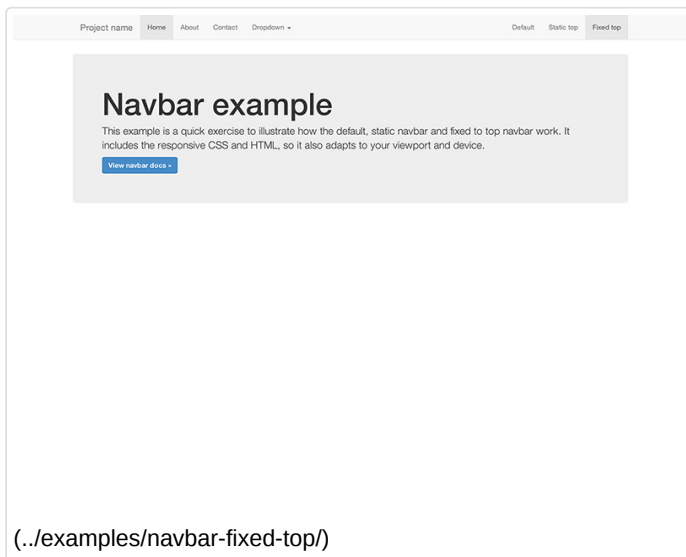 Project name Home About Contact Dropdown Default Static top Fixed top
Navbar example
This example is a quick exercise to illustrate how the default, static navbar and fixed to top navbar work. It
includes the responsive CSS and HTML, so it also adapts to your viewport and device.
View navbar docs »
(../examples/navbar-fixed-top/)